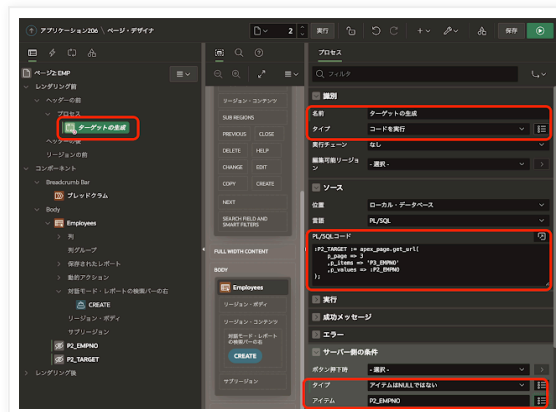 アプリケーション206 \ ページ・デザイナ
2
実行
保存
ページ2: EMP
レンダリング前
ヘッダーの前
プロセス
ターゲットの生成
ヘッダーの後
リージョンの前
コンポーネント
Breadcrumb Bar
ブレッドクラム
Body
Employees
列
列グループ
保存されたレポート
動的アクション
対話モード・レポートの検索バーの右
CREATE
リージョン・ボディ
サブリージョン
P2_EMPNO
P2_TARGET
レンダリング後
リージョン・コンテンツ
SUB REGIONS
PREVIOUS CLOSE
DELETE HELP
CHANGE EDIT
COPY CREATE
NEXT
SEARCH FIELD AND
SMART FILTERS
FULL WIDTH CONTENT
BODY
Employees
リージョン・ボディ
リージョン・コンテンツ
対話モード・レポート
の検索バーの右
CREATE
サブリージョン
プロセス
フィルタ
識別
名前 ターゲットの生成
タイプ コードを実行
実行チェーン なし
編集可能リージョ
ン - 選択 -
ソース
位置 ローカル・データベース
言語 PL/SQL
PL/SQLコード
:P2_TARGET := apex_page.get_url(
p_page => 3
,p_items => 'P3_EMPNO'
,p_values => :P2_EMPNO
);
実行
成功メッセージ
エラー
サーバー側の条件
ボタン押下時 - 選択 -
タイプ アイテムはNULLではない
アイテム P2_EMPNO